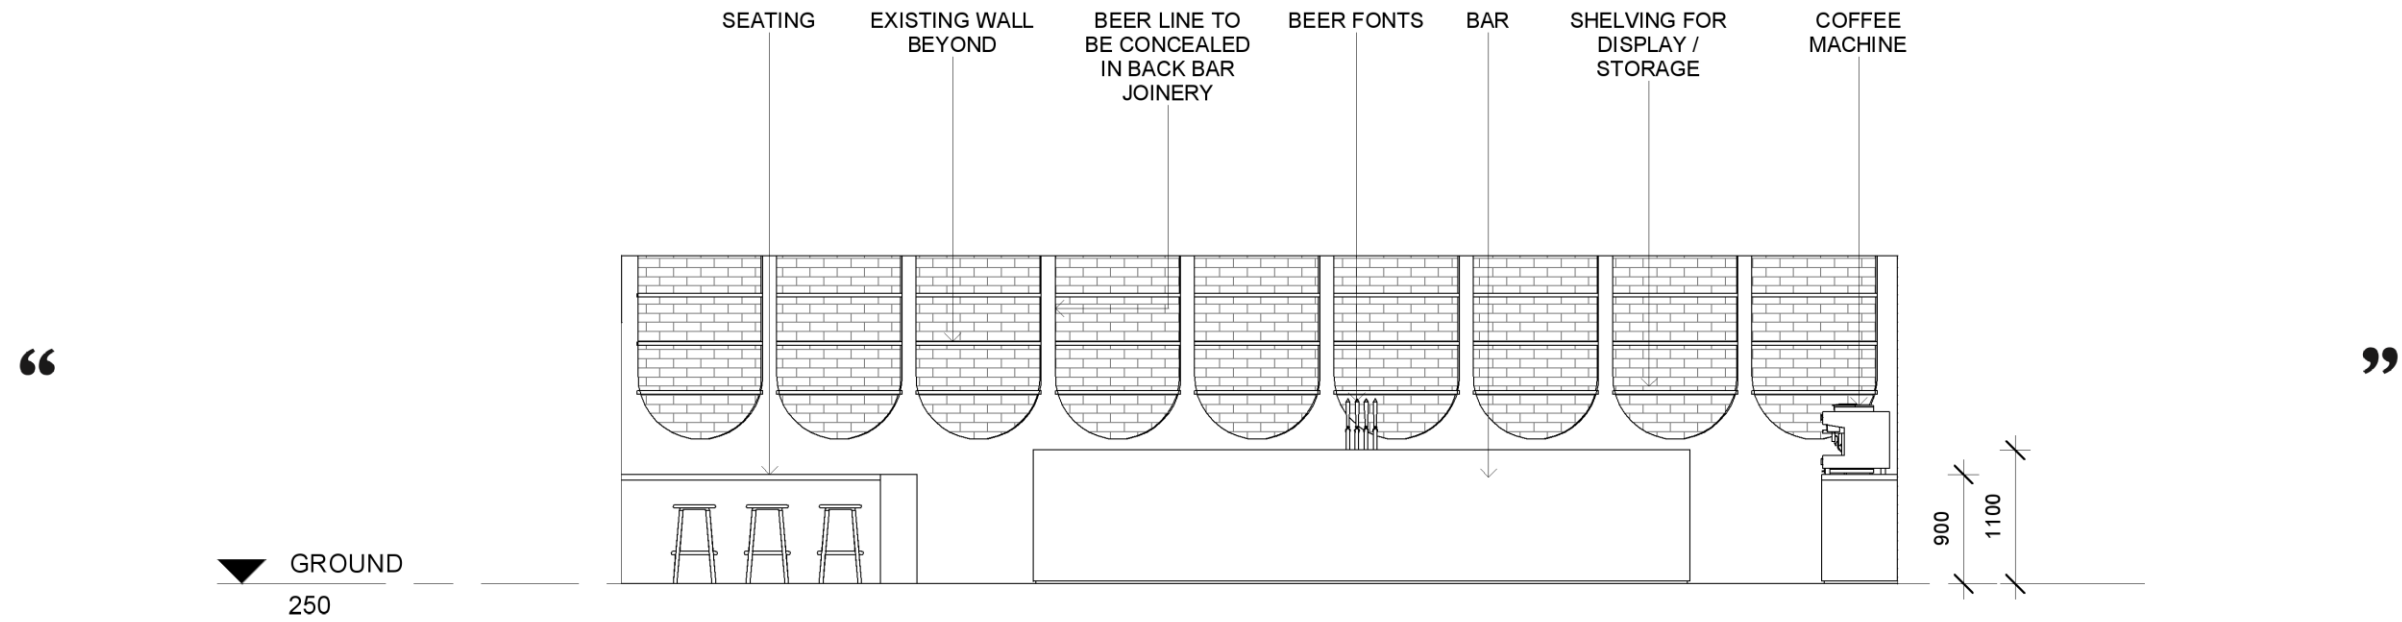 SEATING
EXISTING WALL
BEYOND
BEER LINE TO
BE CONCEALED
IN BACK BAR
JOINERY
BEER FONTS
BAR
SHELVING FOR
DISPLAY /
STORAGE
COFFEE
MACHINE
“
”
900
1100
GROUND
250